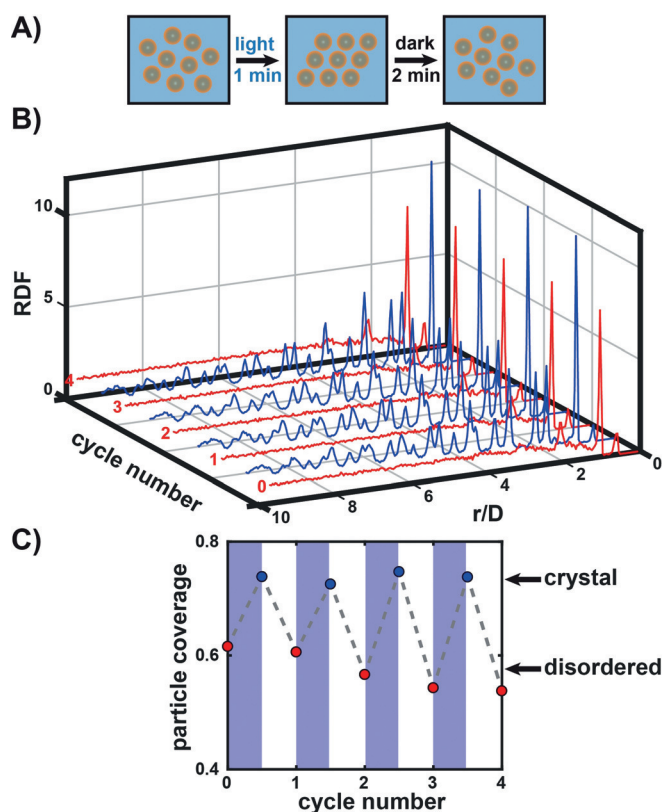 A)
light
1 min
dark
2 min
B)
10
5
0
RDF
4
3
2
1
0
cycle number
10
8
6
4
2
0
r/D
C)
0.8
0.6
0.4
particle coverage
0
1
2
3
4
cycle number
crystal
disordered